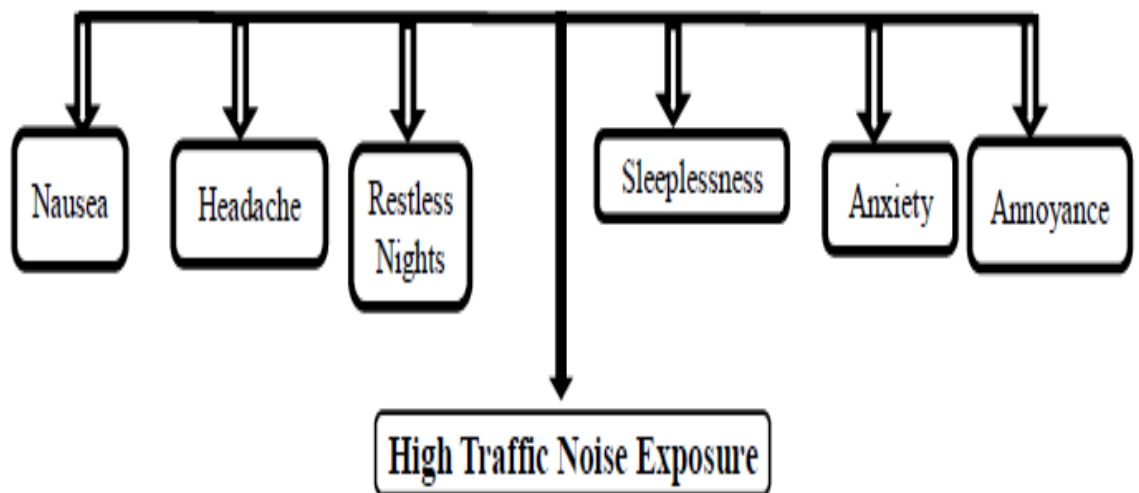 Nausea
Headache
Restless
Nights
Sleeplessness
Anxiety
Annoyance
High Traffic Noise Exposure